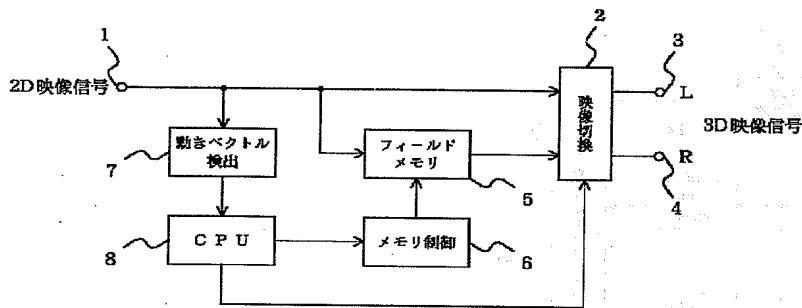 1
2
3
2D映像信号
L
3D映像信号
映像切換
動きベクトル
検出
フィールド
メモリ
R
7
5
4
CPU
メモリ制御
8
6